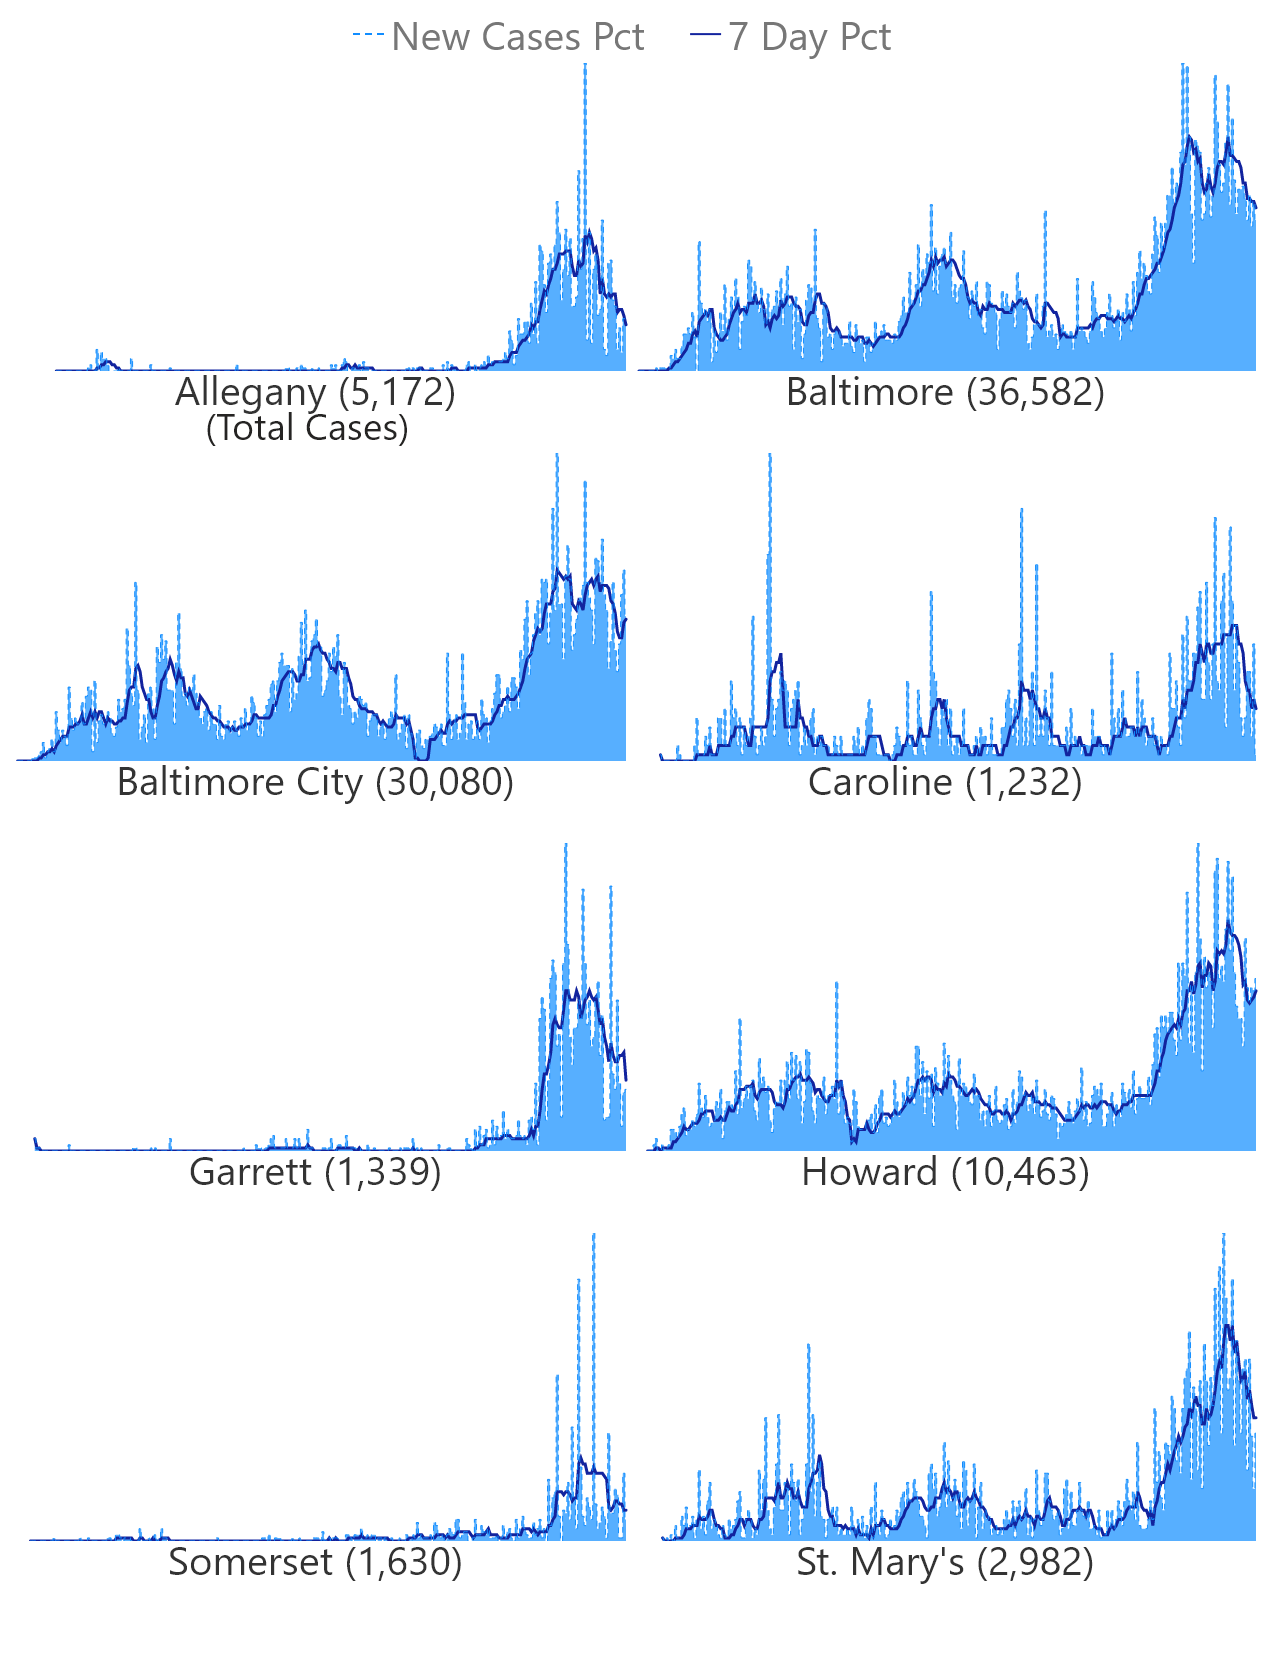 New Cases Pct 7 Day Pct
Allegany (5,172)
(Total Cases)
Baltimore (36,582)
Baltimore City (30,080)
Caroline (1,232)
Garrett (1,339)
Howard (10,463)
Somerset (1,630)
St. Mary's (2,982)